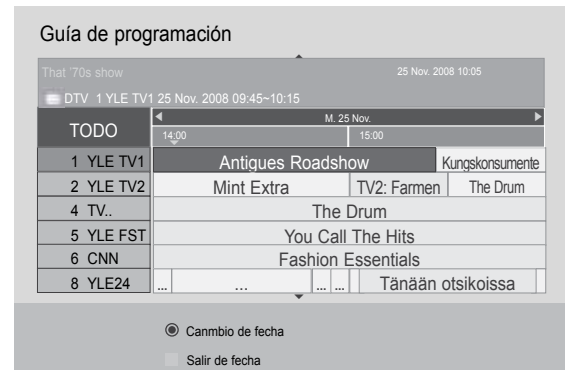 Guía de programación
That '70s show 25 Nov. 2008 10:05
DTV 1 YLE TV1 25 Nov. 2008 09:45~10:15
TODO M. 25 Nov.
14:00 15:00
1 YLE TV1 Antigues Roadshow Kungskonsumente
2 YLE TV2 Mint Extra TV2: Farmen The Drum
4 TV.. The Drum
5 YLE FST You Call The Hits
6 CNN Fashion Essentials
8 YLE24 ... ... ... ... Tänään otsikoissa
Canmbio de fecha
Salir de fecha